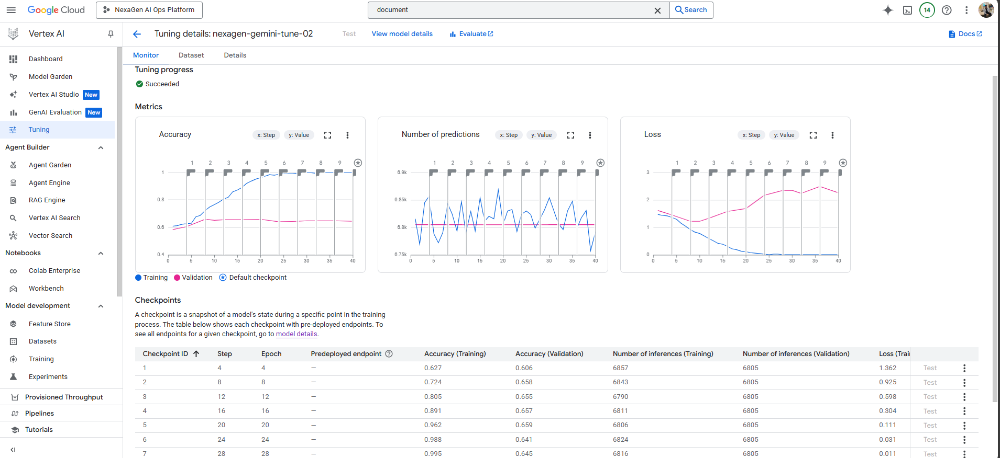 Google Cloud
NexaGen AI Ops Platform
document
Search
14
Vertex AI
Tuning details: nexagen-gemini-tune-02
Test
View model details
Evaluate
Docs
Dashboard
Model Garden
Vertex AI Studio New
GenAI Evaluation New
Tuning
Agent Builder
Agent Garden
Agent Engine
RAG Engine
Vertex AI Search
Vector Search
Notebooks
Colab Enterprise
Workbench
Model development
Feature Store
Datasets
Training
Experiments
Provisioned Throughput
Pipelines
Tutorials
Monitor Dataset Details
Tuning progress
Succeeded
Metrics
Accuracy x: Step y: Value
1 2 3 4 5 6 7 8 9
1
0.8
0.6
0.4
0 5 10 15 20 25 30 35 40
Number of predictions x: Step y: Value
1 2 3 4 5 6 7 8 9
6.9k
6.85k
6.8k
6.75k
0 5 10 15 20 25 30 35 40
Loss x: Step y: Value
1 2 3 4 5 6 7 8 9
3
2
1
0
0 5 10 15 20 25 30 35 40
Training Validation Default checkpoint
Checkpoints
A checkpoint is a snapshot of a model's state during a specific point in the training
process. The table below shows each checkpoint with pre-deployed endpoints. To
see all endpoints for a given checkpoint, go to model details.
Checkpoint ID Step Epoch Predeployed endpoint Accuracy (Training) Accuracy (Validation) Number of inferences (Training) Number of inferences (Validation) Loss (Trai
1 4 4 — 0.627 0.606 6857 6805 1.362 Test
2 8 8 — 0.724 0.658 6843 6805 0.925 Test
3 12 12 — 0.805 0.655 6790 6805 0.598 Test
4 16 16 — 0.891 0.657 6811 6805 0.304 Test
5 20 20 — 0.962 0.659 6806 6805 0.111 Test
6 24 24 — 0.988 0.641 6824 6805 0.031 Test
7 28 28 — 0.995 0.645 6816 6805 0.011 Test